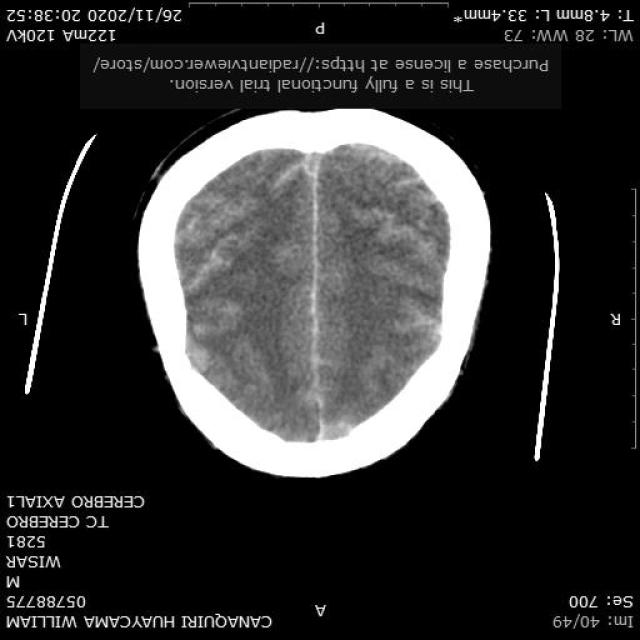 Im: 40/49
Se: 700
A
CANAQUIRI HUAYCAMA WILLIAM
05788775
M
WISAR
5281
TC CEREBRO
CEREBRO AXIAL1
R
L
This is a fully functional trial version.
Purchase a license at https://radiantviewer.com/store/
WL: 28 WW: 73
T: 4.8mm L: 33.4mm*
P
122mA 120kV
26/11/2020 20:38:52